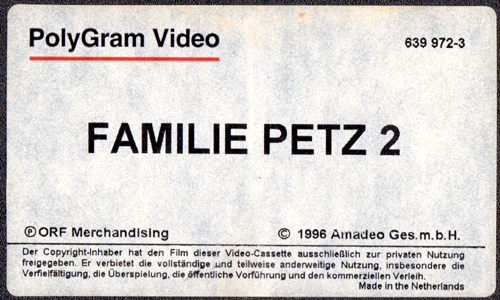 PolyGram Video 639 972-3
FAMILIE PETZ 2
Ⓟ ORF Merchandising © 1996 Amadeo Ges.m.b.H.
Der Copyright-Inhaber hat den Film dieser Video-Cassette ausschließlich zur privaten Nutzung
freigegeben. Er verbietet die vollständige und teilweise anderweitige Nutzung, insbesondere die
Verfielfältigung, die Überspielung, die öffentliche Vorführung und den kommerziellen Verleih.
Made in the Netherlands